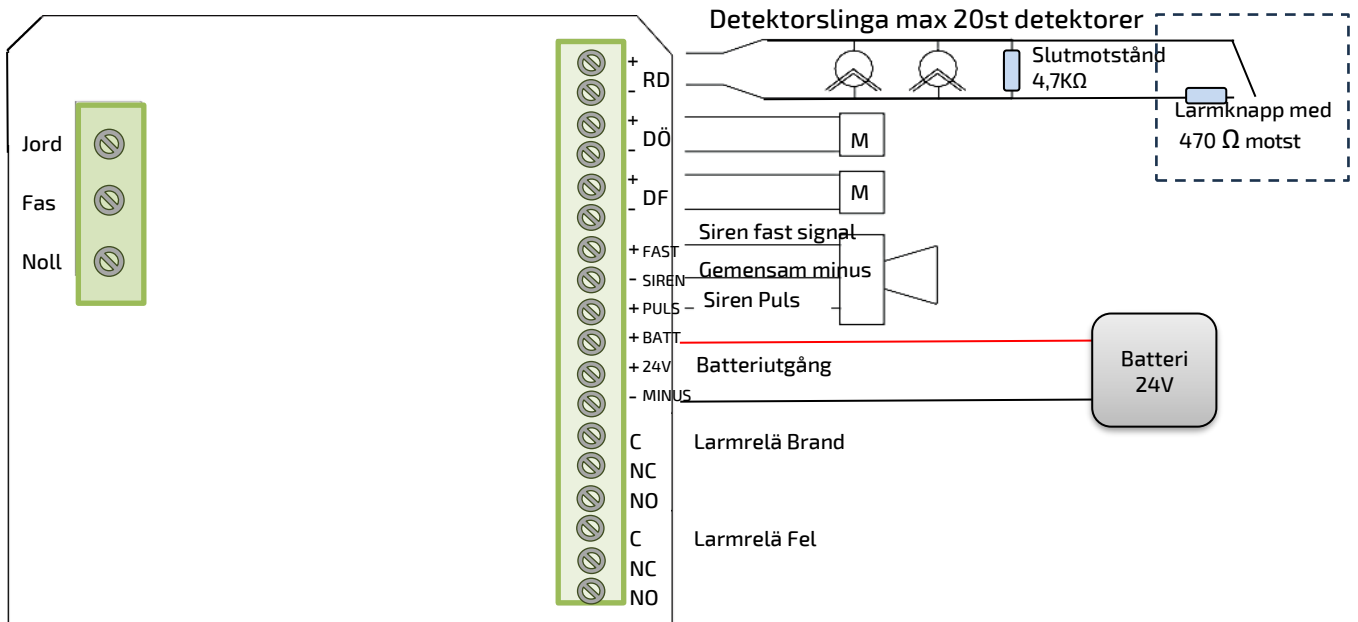 Detektorslinga max 20st detektorer
Slutmotstånd
4,7KΩ
Larmknapp med
470 Ω motst
Jord
Fas
Noll
+
RD
-
+
DÖ
-
M
+
DF
-
M
+ FAST
Siren fast signal
- SIREN
Gemensam minus
+ PULS
Siren Puls
+ BATT
+ 24V
Batteriutgång
- MINUS
Batteri
24V
C
Larmrelä Brand
NC
NO
C
Larmrelä Fel
NC
NO